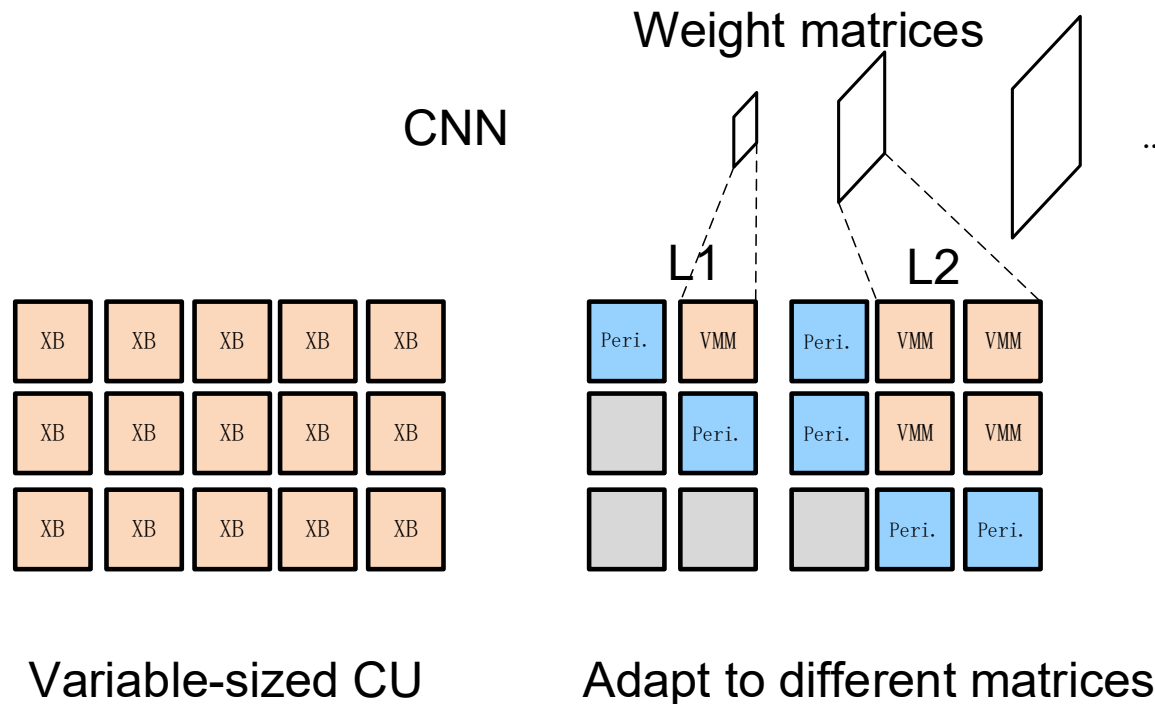 Weight matrices
CNN
..
L1 L2
XB XB XB XB XB Peri. VMM Peri. VMM VMM
XB XB XB XB XB Peri. Peri. VMM VMM
XB XB XB XB XB Peri. Peri.
Variable-sized CU Adapt to different matrices